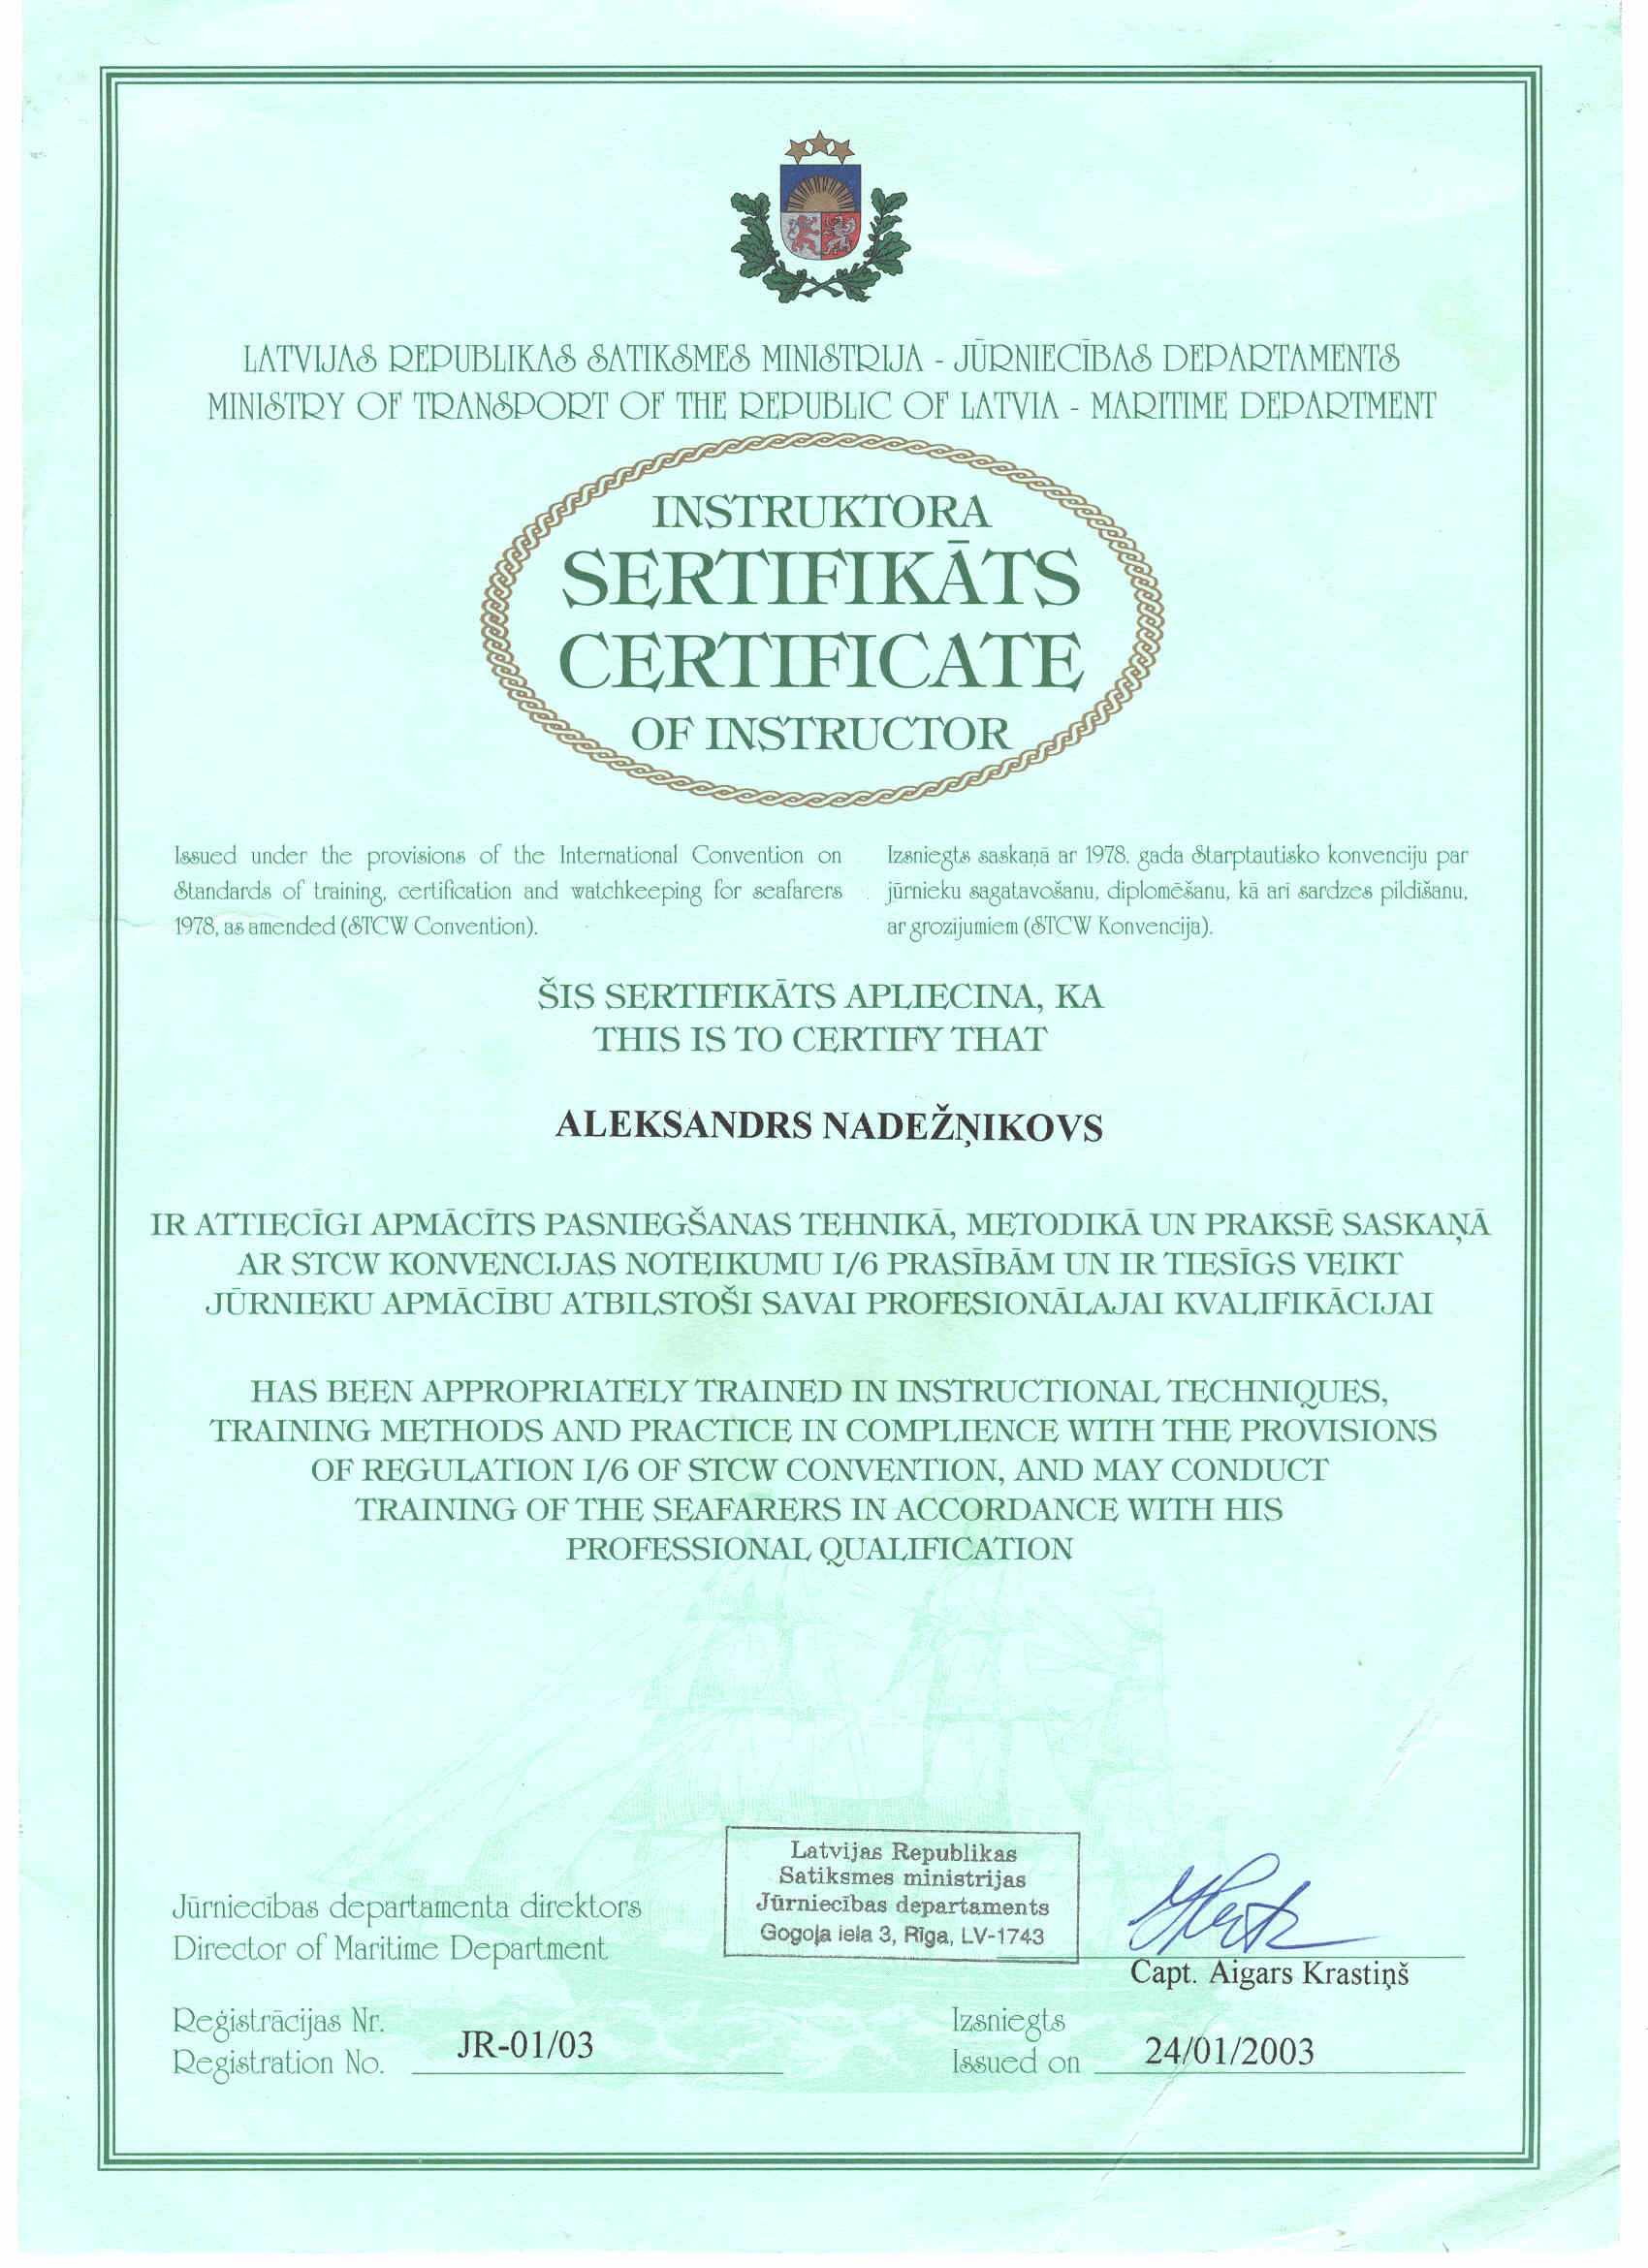 LATVIJAS REPUBLIKAS SATIKSMES MINISTRIJA - JŪRNIECĪBAS DEPARTAMENTS
MINISTRY OF TRANSPORT OF THE REPUBLIC OF LATVIA - MARITIME DEPARTMENT
INSTRUKTORA
SERTIFIKĀTS
CERTIFICATE
OF INSTRUCTOR
Issued under the provisions of the International Convention on
Standards of training, certification and watchkeeping for seafarers
1978, as amended (STCW Convention).
Izsniegts saskaņā ar 1978. gada Starptautisko konvenciju par
jūrnieku sagatavošanu, diplomēšanu, kā arī sardzes pildīšanu,
ar grozījumiem (STCW Konvencija).
ŠIS SERTIFIKĀTS APLIECINA, KA
THIS IS TO CERTIFY THAT
ALEKSANDRS NADEŽŅIKOVS
IR ATTIECĪGI APMĀCĪTS PASNIEGŠANAS TEHNIKĀ, METODIKĀ UN PRAKSĒ SASKAŅĀ
AR STCW KONVENCIJAS NOTEIKUMU I/6 PRASĪBĀM UN IR TIESĪGS VEIKT
JŪRNIEKU APMĀCĪBU ATBILSTOŠI SAVAI PROFESIONĀLAJAI KVALIFIKĀCIJAI
HAS BEEN APPROPRIATELY TRAINED IN INSTRUCTIONAL TECHNIQUES,
TRAINING METHODS AND PRACTICE IN COMPLIENCE WITH THE PROVISIONS
OF REGULATION I/6 OF STCW CONVENTION, AND MAY CONDUCT
TRAINING OF THE SEAFARERS IN ACCORDANCE WITH HIS
PROFESSIONAL QUALIFICATION
Latvijas Republikas
Satiksmes ministrijas
Jūrniecības departaments
Gogoļa iela 3, Rīga, LV-1743
Jūrniecības departamenta direktors
Director of Maritime Department
Capt. Aigars Krastiņš
Reģistrācijas Nr.
Registration No. JR-01/03
Izsniegts
Issued on 24/01/2003